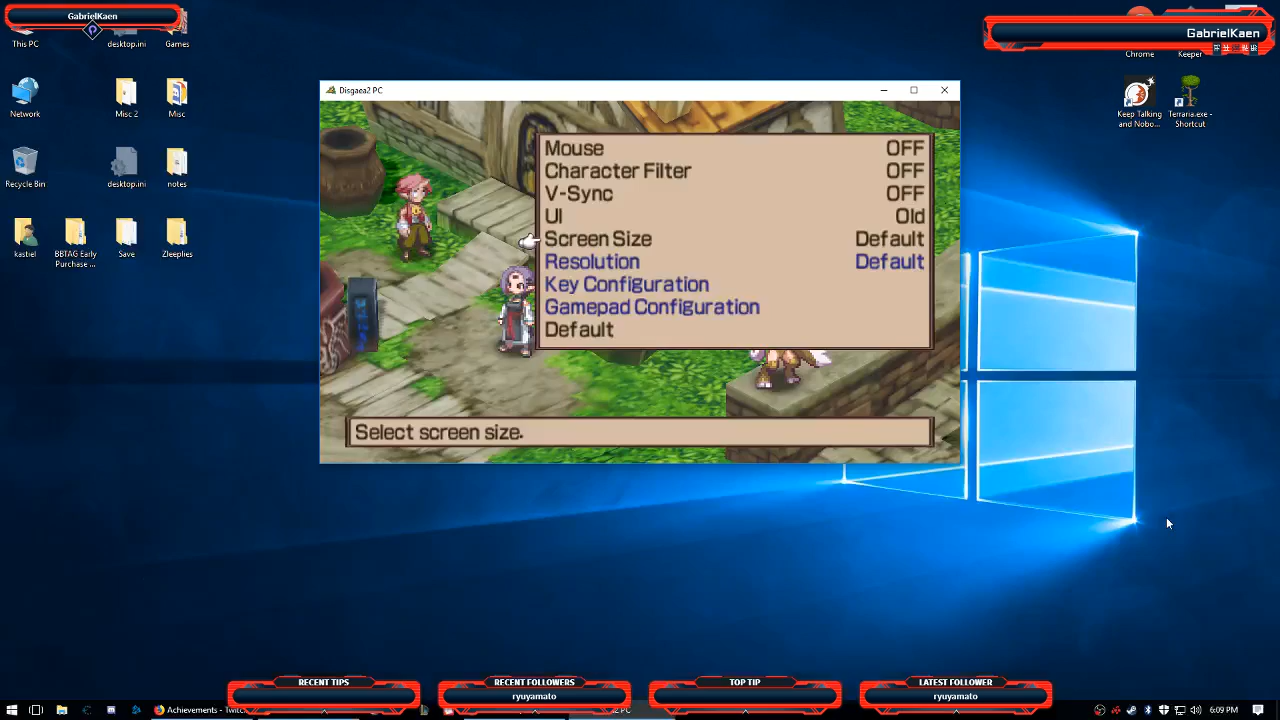 GabrielKaen
GabrielKaen
This PC
desktop.ini
Games
Chrome
Keeper
Network
Misc 2
Misc
Keep Talking
and Nobo...
Terraria.exe -
Shortcut
Recycle Bin
desktop.ini
notes
kastiel
BBTAG Early
Purchase ...
Save
Zleeplies
Disgaea2 PC
Mouse OFF
Character Filter OFF
V-Sync OFF
UI Old
Screen Size Default
Resolution Default
Key Configuration
Gamepad Configuration
Default
Select screen size.
RECENT TIPS
RECENT FOLLOWERS
ryuyamato
TOP TIP
LATEST FOLLOWER
ryuyamato
Achievements - Twitch
PC
6:09 PM